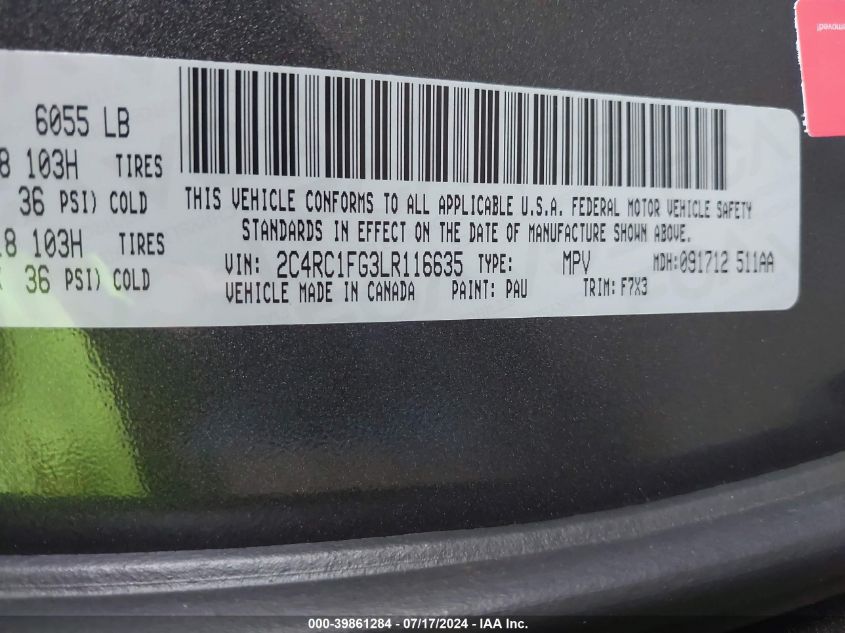 6055 LB
8 103H TIRES
36 PSI) COLD
18 103H TIRES
36 PSI) COLD
THIS VEHICLE CONFORMS TO ALL APPLICABLE U.S.A. FEDERAL MOTOR VEHICLE SAFETY
STANDARDS IN EFFECT ON THE DATE OF MANUFACTURE SHOWN ABOVE.
VIN: 2C4RC1FG3LR116635 TYPE: MPV MDH:091712 511AA
VEHICLE MADE IN CANADA PAINT: PAU TRIM: F7X3
000-39861284 - 07/17/2024 - IAA Inc.